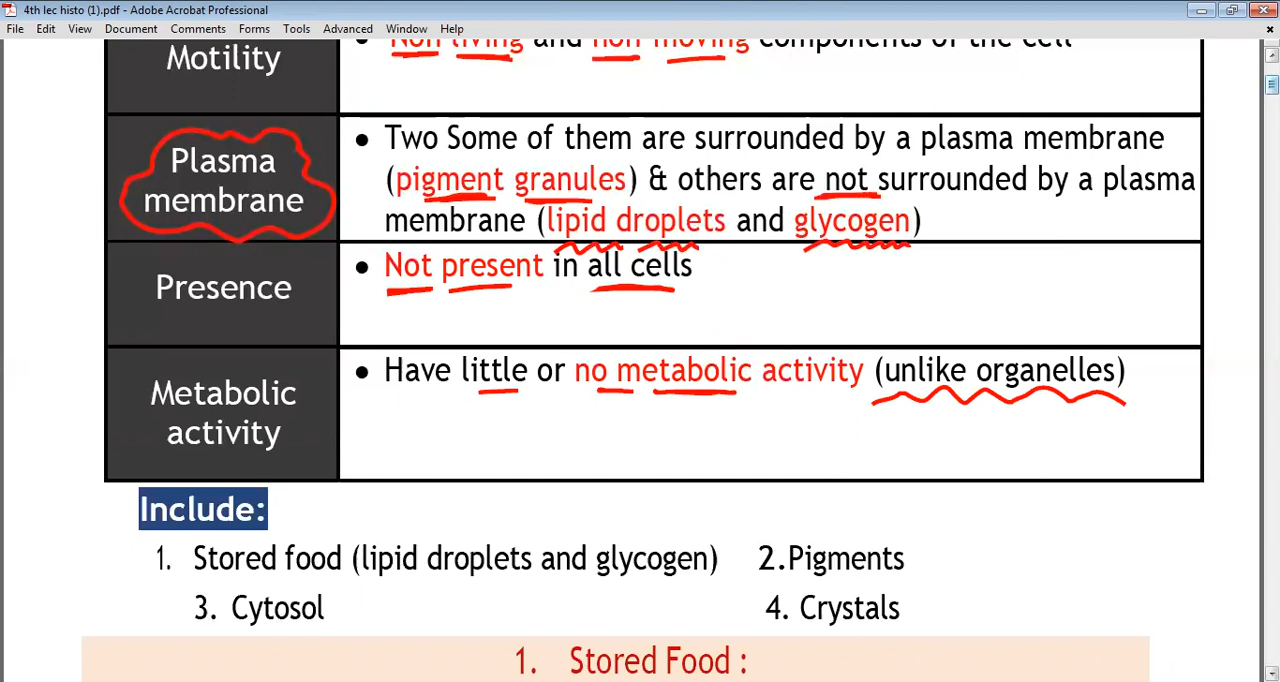 4th lec histo (1).pdf - Adobe Acrobat Professional
File Edit View Document Comments Forms Tools Advanced Window Help
Motility
• Non living and non moving components of the cell
Plasma membrane
• Two Some of them are surrounded by a plasma membrane
(pigment granules) & others are not surrounded by a plasma
membrane (lipid droplets and glycogen)
Presence
• Not present in all cells
Metabolic activity
• Have little or no metabolic activity (unlike organelles)
Include:
1. Stored food (lipid droplets and glycogen) 2.Pigments
3. Cytosol 4. Crystals
1. Stored Food :